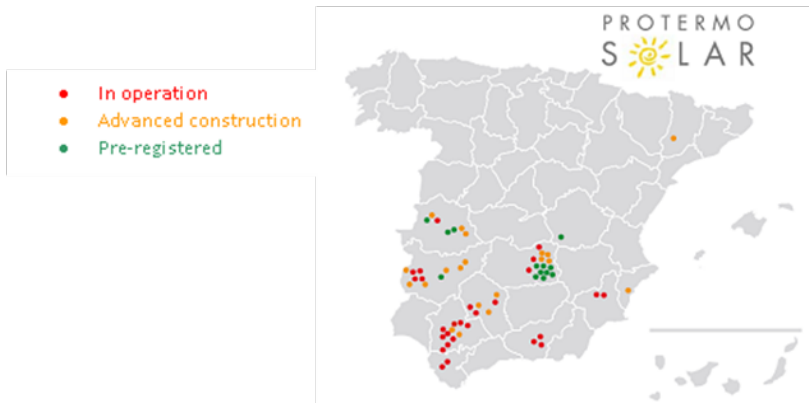 PROTERMO
SOLAR
In operation
Advanced construction
Pre-registered